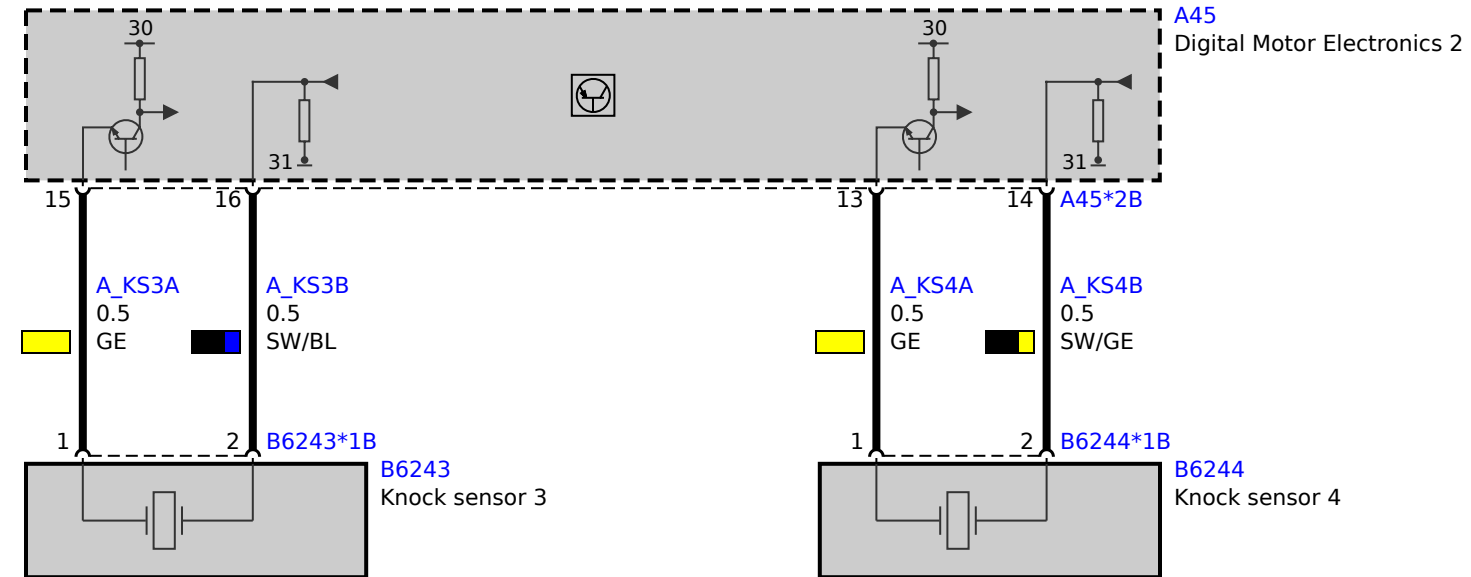 A45
Digital Motor Electronics 2
30
30
31
31
15
16
13
14
A45*2B
A_KS3A
0.5
GE
A_KS3B
0.5
SW/BL
A_KS4A
0.5
GE
A_KS4B
0.5
SW/GE
1
2
B6243*1B
1
2
B6244*1B
B6243
Knock sensor 3
B6244
Knock sensor 4